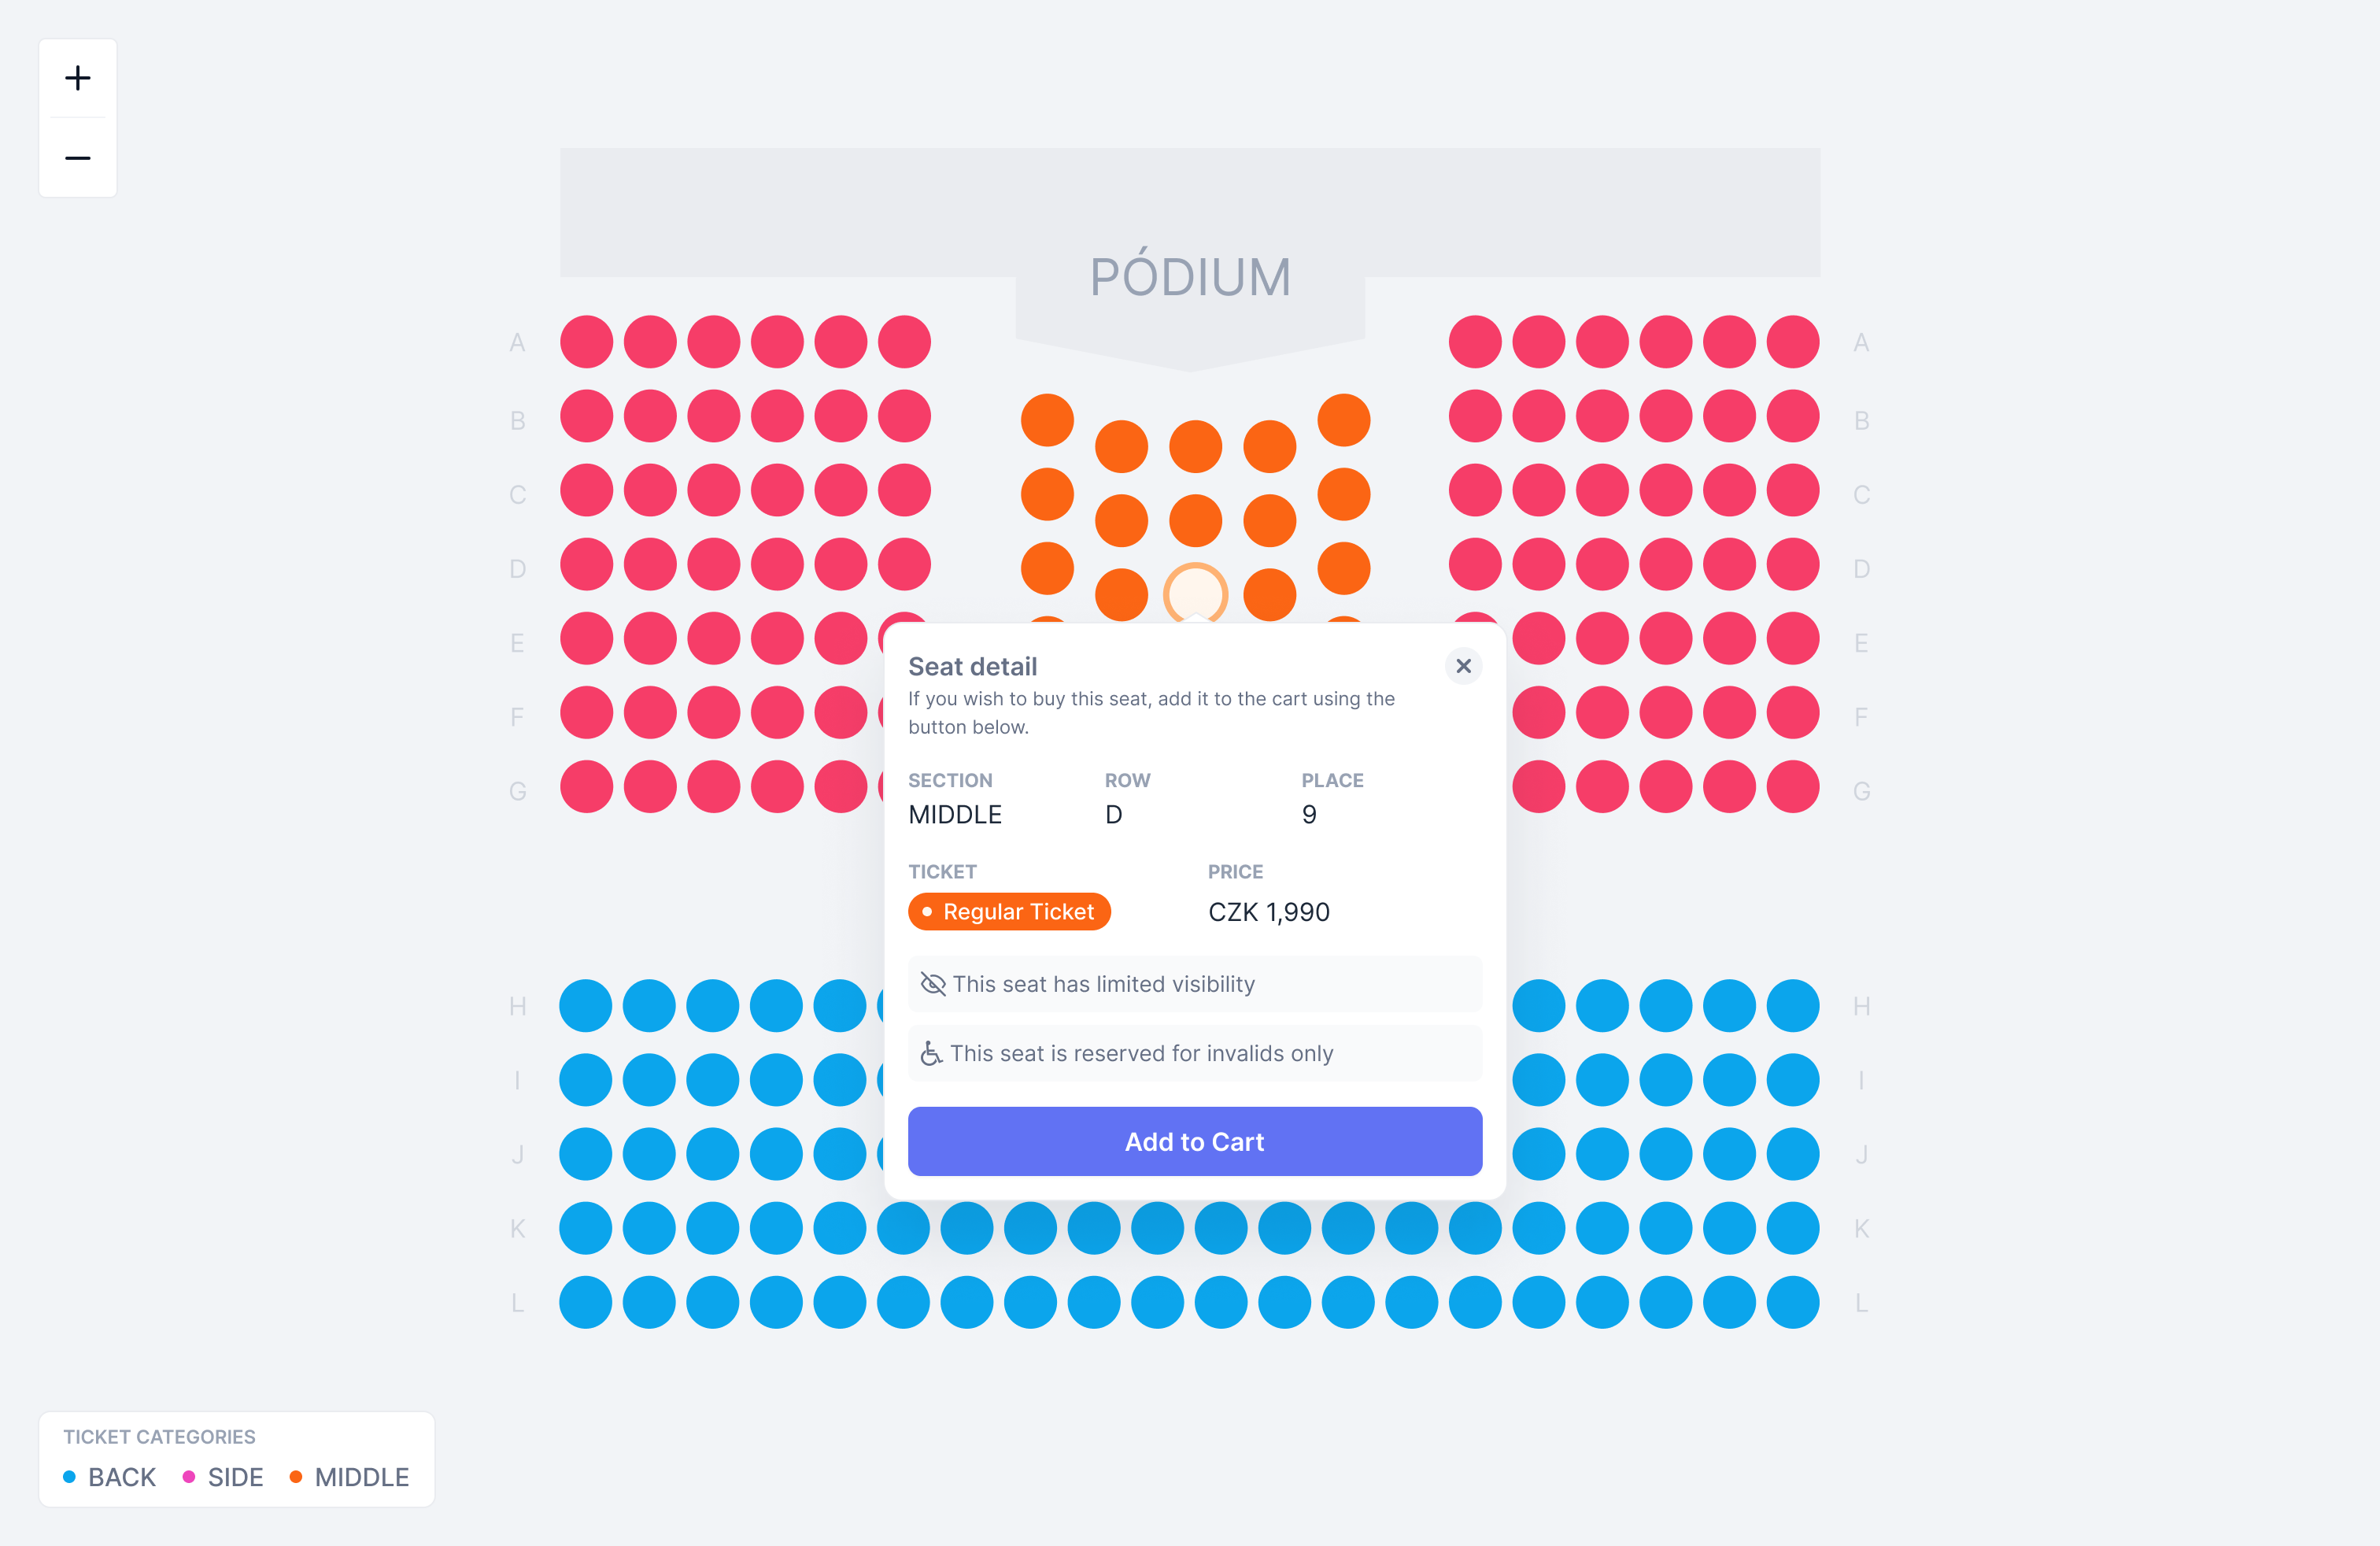 PÓDIUM
A A
B B
C C
D D
E E
F F
G G
Seat detail
If you wish to buy this seat, add it to the cart using the
button below.
SECTION ROW PLACE
MIDDLE D 9
TICKET PRICE
Regular Ticket CZK 1,990
This seat has limited visibility
This seat is reserved for invalids only
Add to Cart
H H
I I
J J
K K
L L
TICKET CATEGORIES
BACK SIDE MIDDLE